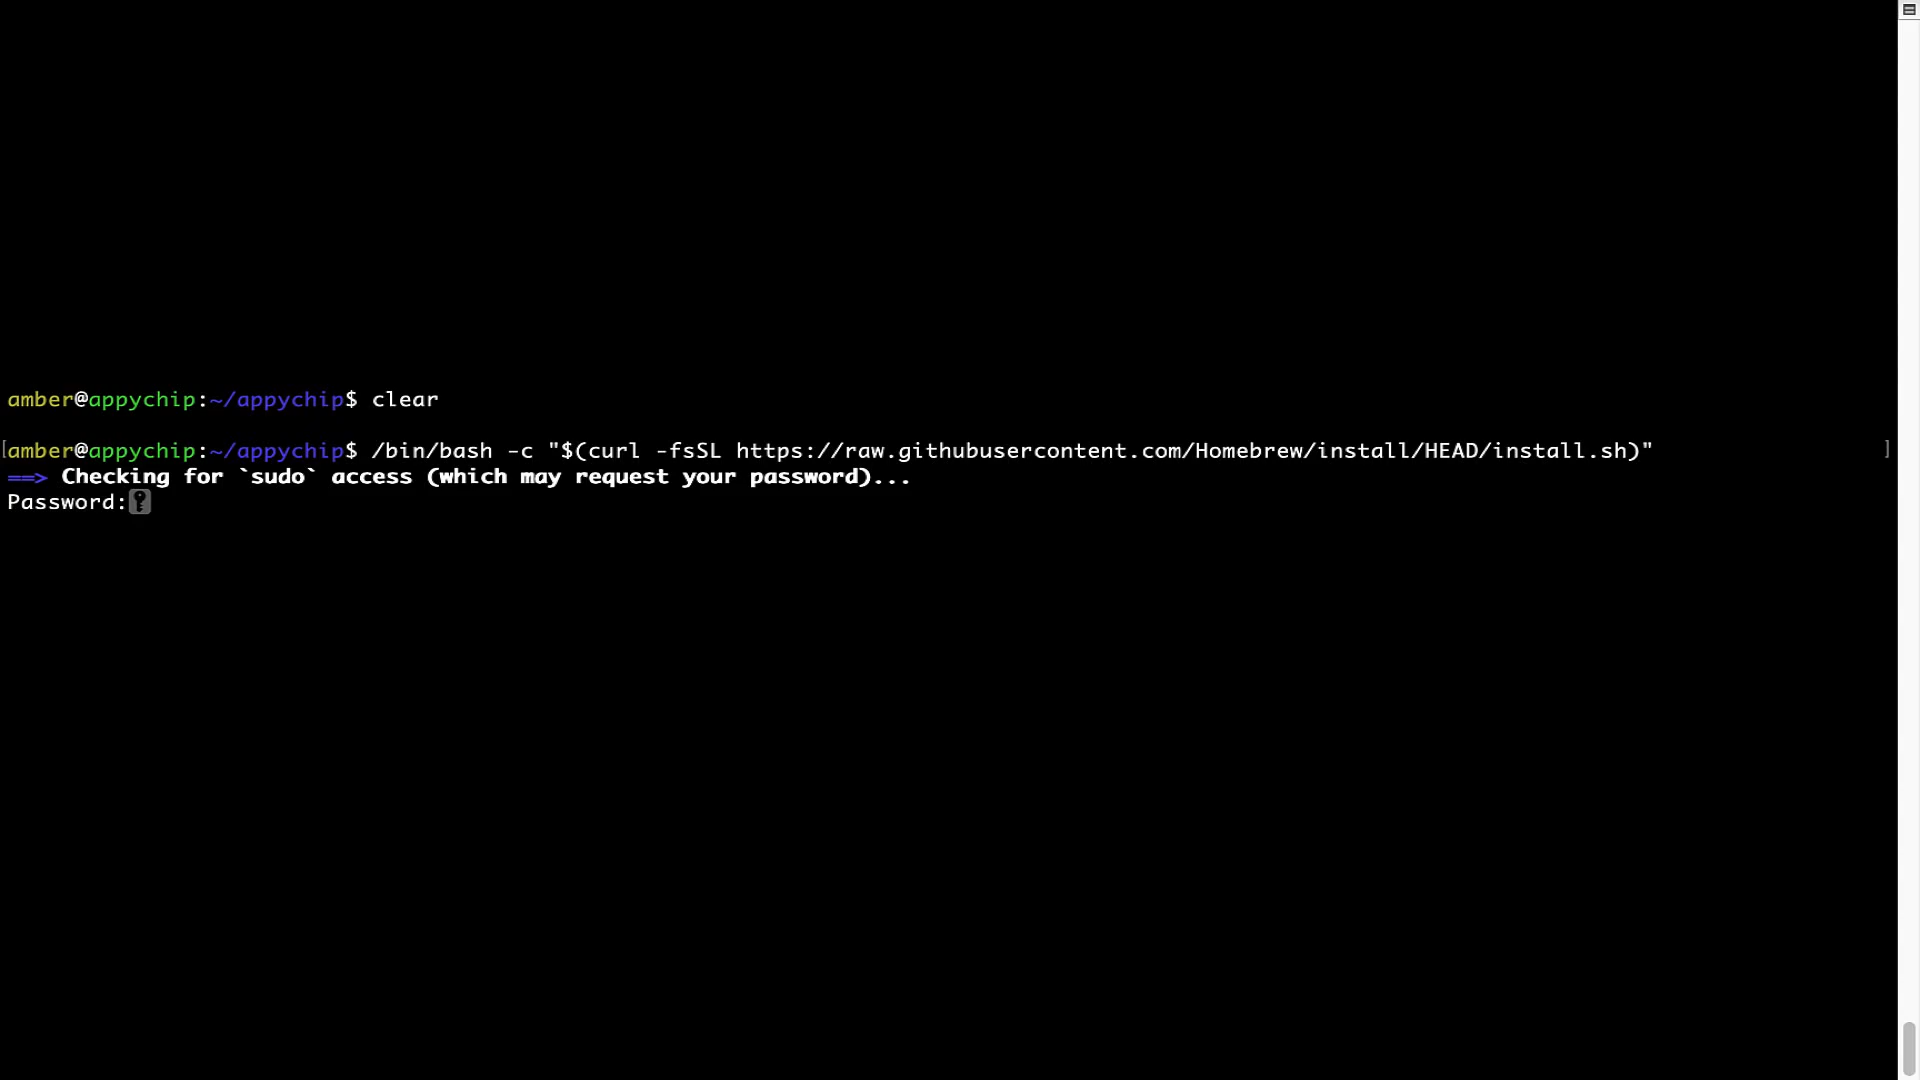 amber@appychip:~/appychip$ clear
[amber@appychip:~/appychip$ /bin/bash -c "$(curl -fsSL https://raw.githubusercontent.com/Homebrew/install/HEAD/install.sh)" ]
==> Checking for `sudo` access (which may request your password)...
Password: